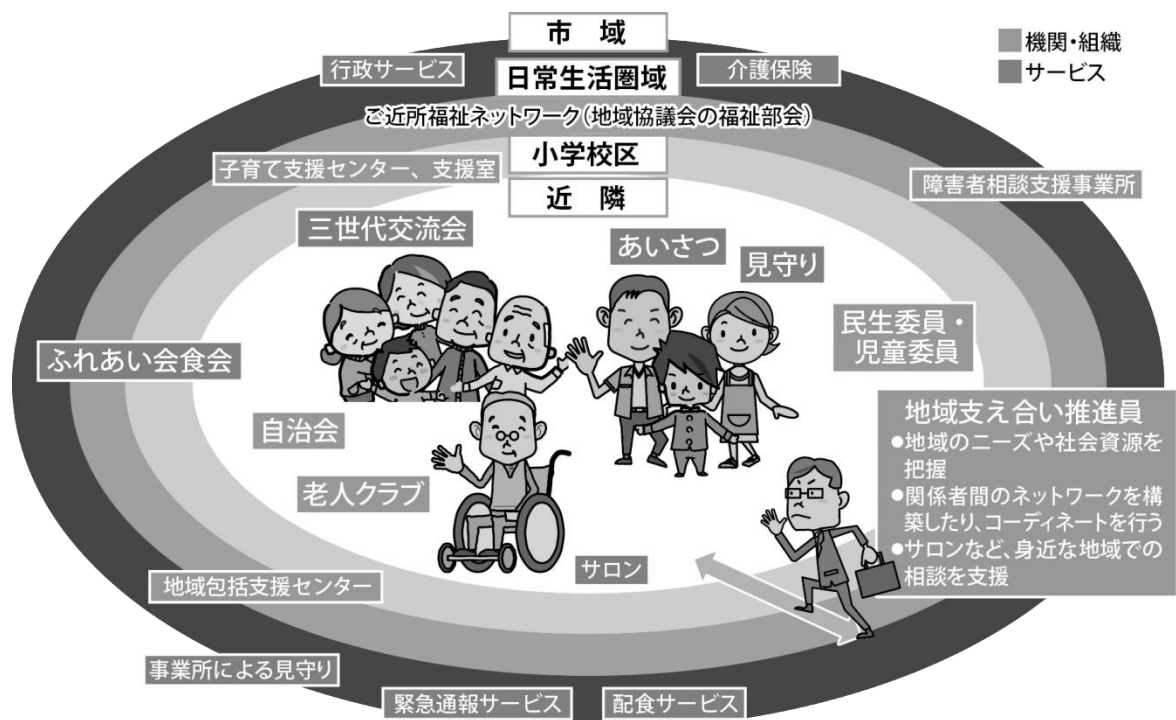 市　域
機関・組織
サービス
行政サービス
日常生活圏域
介護保険
ご近所福祉ネットワーク(地域協議会の福祉部会)
小学校区
子育て支援センター、支援室
障害者相談支援事業所
近　隣
三世代交流会
あいさつ
見守り
民生委員・
児童委員
ふれあい会食会
自治会
老人クラブ
地域支え合い推進員
●地域のニーズや社会資源を
把握
●関係者間のネットワークを構
築したり、コーディネートを行う
●サロンなど、身近な地域での
相談を支援
サロン
地域包括支援センター
事業所による見守り
緊急通報サービス
配食サービス